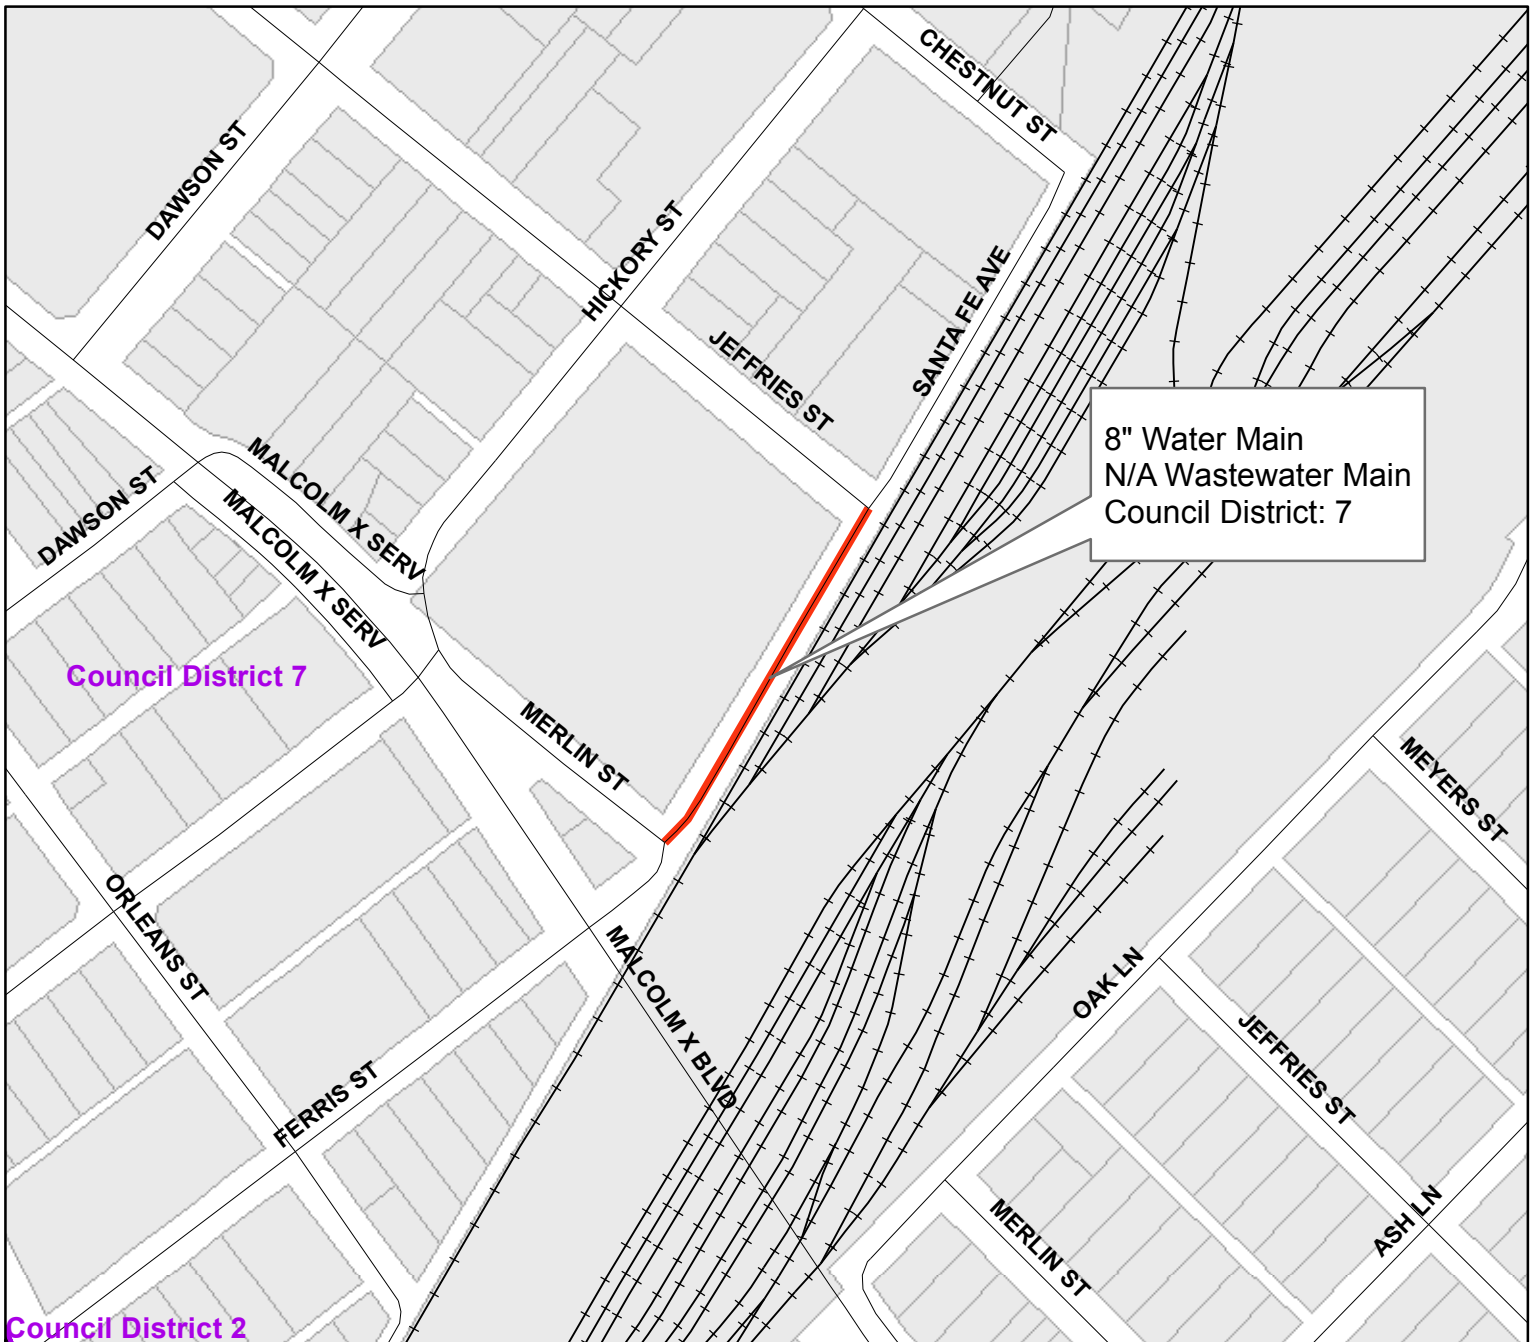 CHESTNUT ST
DAWSON ST
HICKORY ST
SANTA FE AVE
JEFFRIES ST
8" Water Main
N/A Wastewater Main
Council District: 7
MALCOLM X SERV
DAWSON ST
MALCOLM X SERV
Council District 7
MERLIN ST
MEYERS ST
ORLEANS ST
MALCOLM X BLVD
OAK LN
JEFFRIES ST
FERRIS ST
MERLIN ST
ASH LN
Council District 2